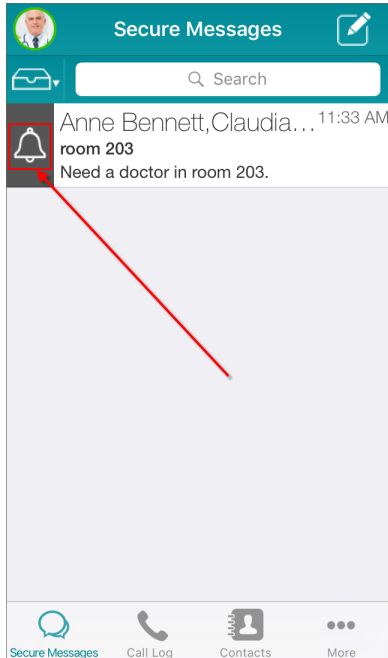 Secure Messages
Search
Anne Bennett,Claudia... 11:33 AM
room 203
Need a doctor in room 203.
Secure Messages Call Log Contacts More